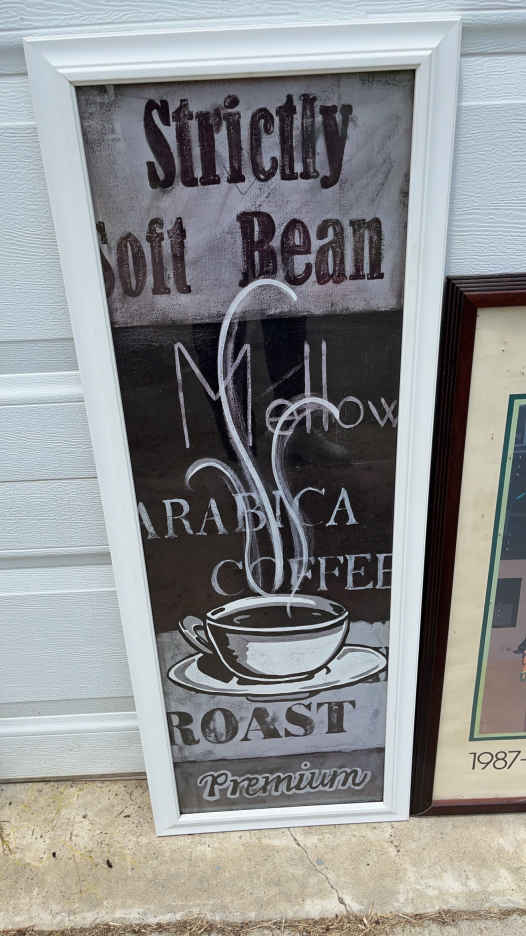 Strictly
Soft Bean
Mellow
ARABICA
COFFEE
ROAST
Premium
1987-